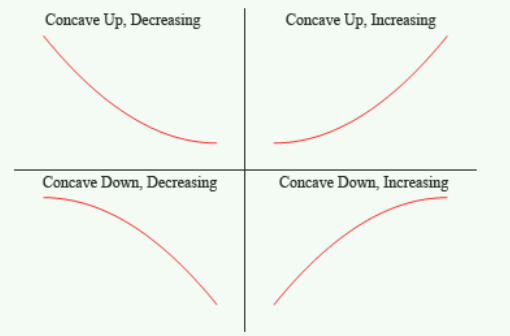 Concave Up, Decreasing
Concave Up, Increasing
Concave Down, Decreasing
Concave Down, Increasing